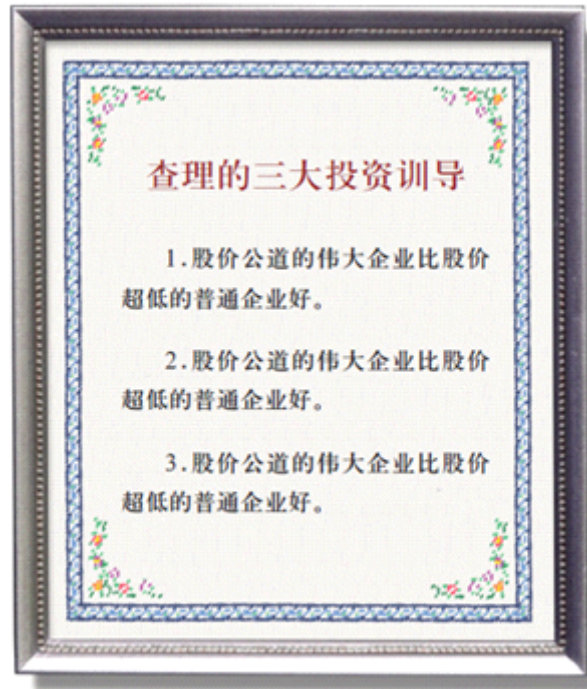 查理的三大投资训导
1.股价公道的伟大企业比股价
超低的普通企业好。
2.股价公道的伟大企业比股价
超低的普通企业好。
3.股价公道的伟大企业比股价
超低的普通企业好。